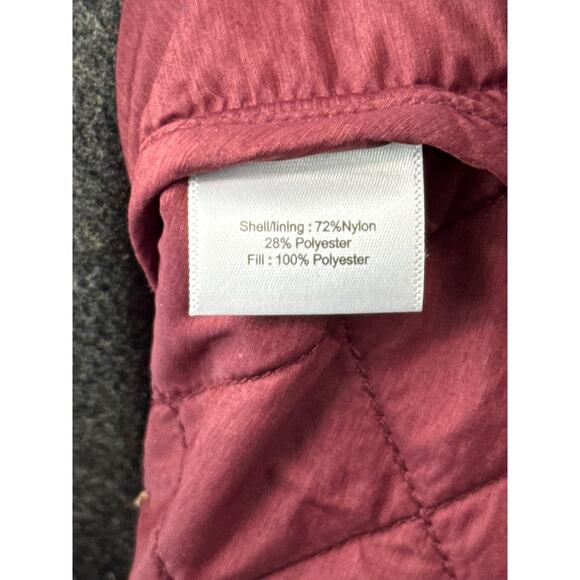 Shell/lining : 72%Nylon
28% Polyester
Fill : 100% Polyester